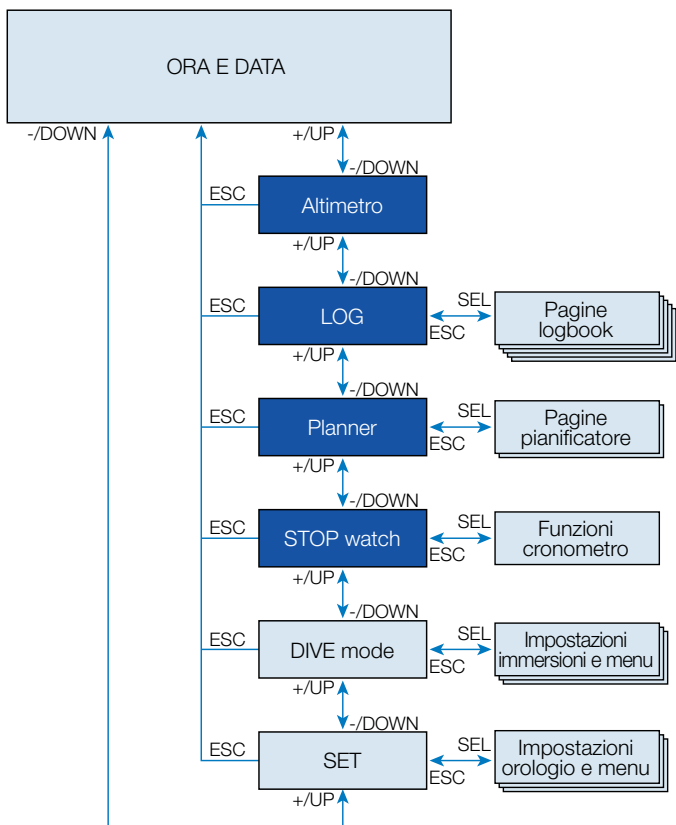 ORA E DATA
-/DOWN
+/UP
-/DOWN
ESC
Altimetro
+/UP
-/DOWN
ESC
LOG
SEL
ESC
Pagine
logbook
+/UP
-/DOWN
ESC
Planner
SEL
ESC
Pagine
pianificatore
+/UP
-/DOWN
ESC
STOP watch
SEL
ESC
Funzioni
cronometro
+/UP
-/DOWN
ESC
DIVE mode
SEL
ESC
Impostazioni
immersioni e menu
+/UP
-/DOWN
ESC
SET
SEL
ESC
Impostazioni
orologio e menu
+/UP